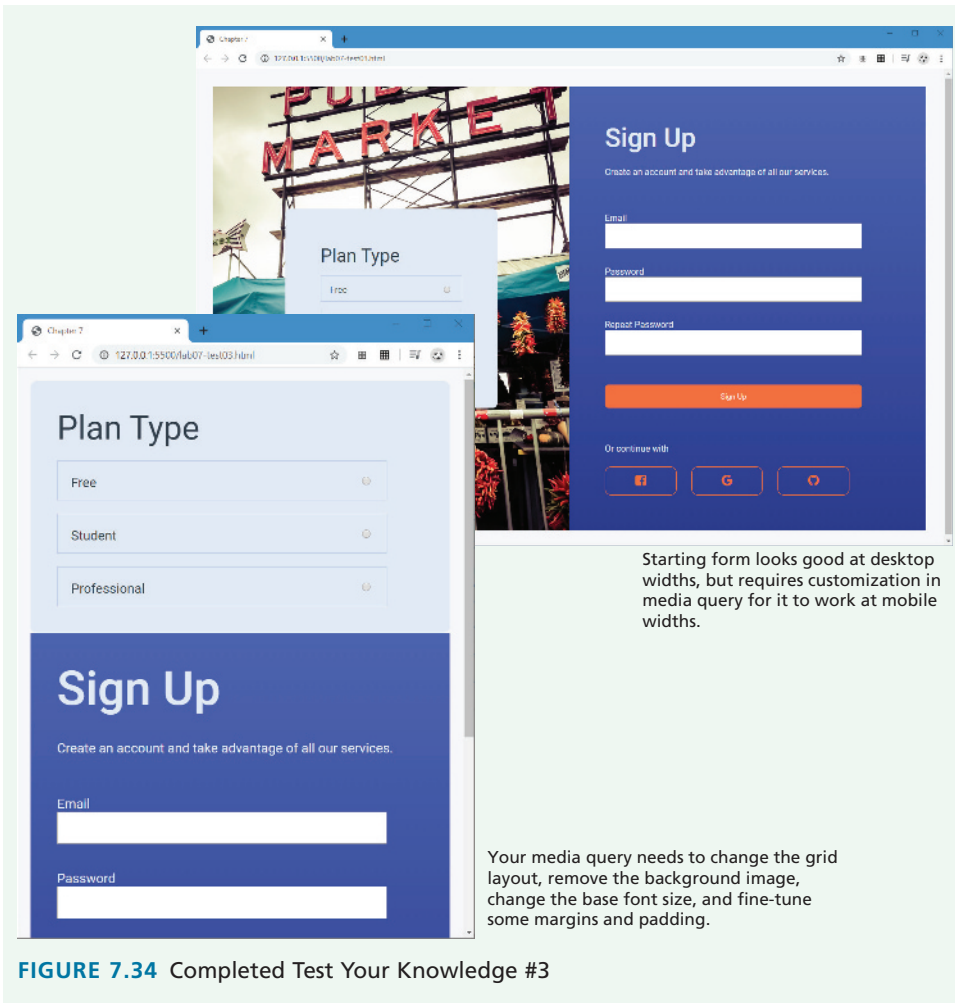 Chapter 7
127.0.0.1:5500/lab07-test01.html
PU
MARKET
Sign Up
Create an account and take advantage of all our services.
Email
Password
Repeat Password
Sign Up
Or continue with
Plan Type
Free
Chapter 7
127.0.0.1:5500/lab07-test03.html
Plan Type
Free
Student
Professional
Sign Up
Create an account and take advantage of all our services.
Email
Password
Starting form looks good at desktop
widths, but requires customization in
media query for it to work at mobile
widths.
Your media query needs to change the grid
layout, remove the background image,
change the base font size, and fine-tune
some margins and padding.
FIGURE 7.34 Completed Test Your Knowledge #3